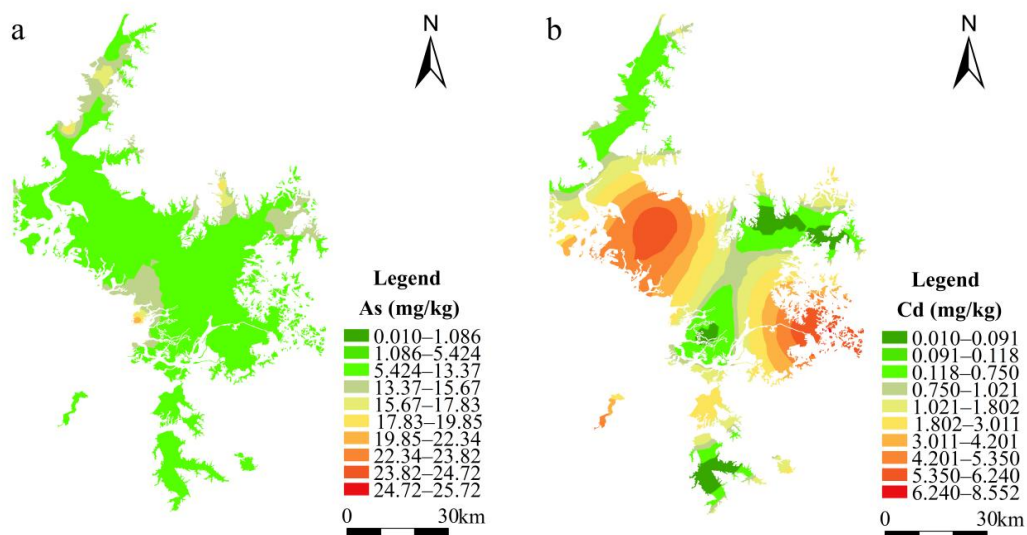 a
N
Legend
As (mg/kg)
0.010–1.086
1.086–5.424
5.424–13.37
13.37–15.67
15.67–17.83
17.83–19.85
19.85–22.34
22.34–23.82
23.82–24.72
24.72–25.72
0 30km
b
N
Legend
Cd (mg/kg)
0.010–0.091
0.091–0.118
0.118–0.750
0.750–1.021
1.021–1.802
1.802–3.011
3.011–4.201
4.201–5.350
5.350–6.240
6.240–8.552
0 30km